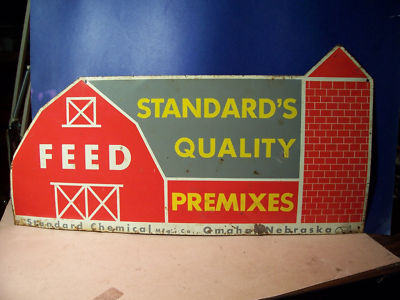 STANDARD'S
QUALITY
FEED
PREMIXES
Standard Chemical Mfg. Co., Omaha, Nebraska